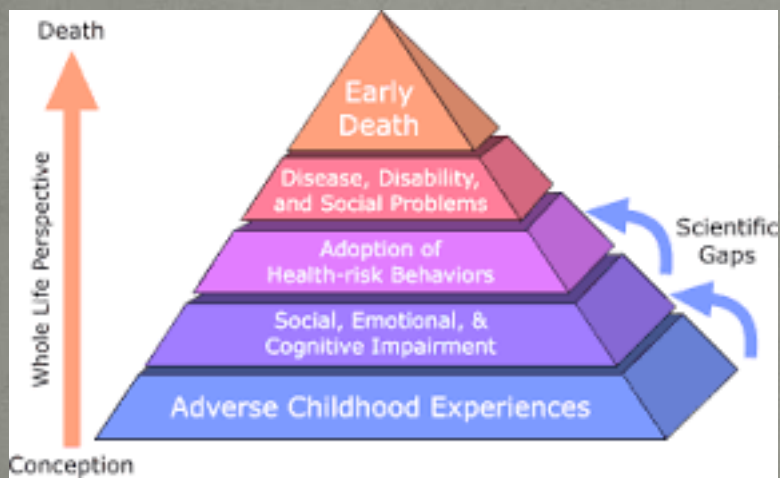 Death
Early
Death
Disease, Disability,
and Social Problems
Scientific
Gaps
Adoption of
Health-risk Behaviors
Whole Life Perspective
Social, Emotional, &
Cognitive Impairment
Adverse Childhood Experiences
Conception